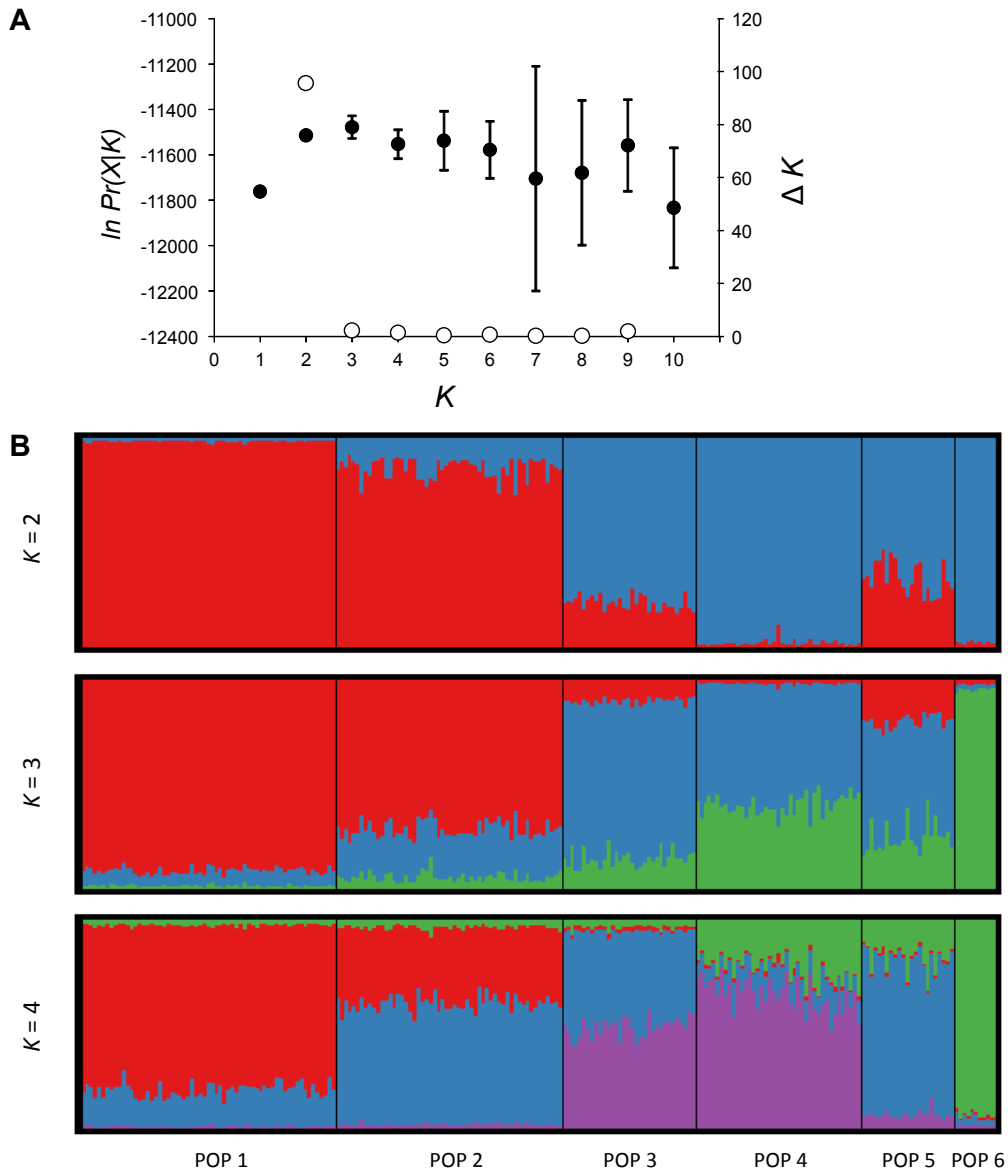 A
-11000
-11200
-11400
-11600
-11800
-12000
-12200
-12400
ln Pr(X|K)
120
100
80
60
40
20
0
Δ K
0 1 2 3 4 5 6 7 8 9 10
K
B
K = 2
K = 3
K = 4
POP 1 POP 2 POP 3 POP 4 POP 5 POP 6